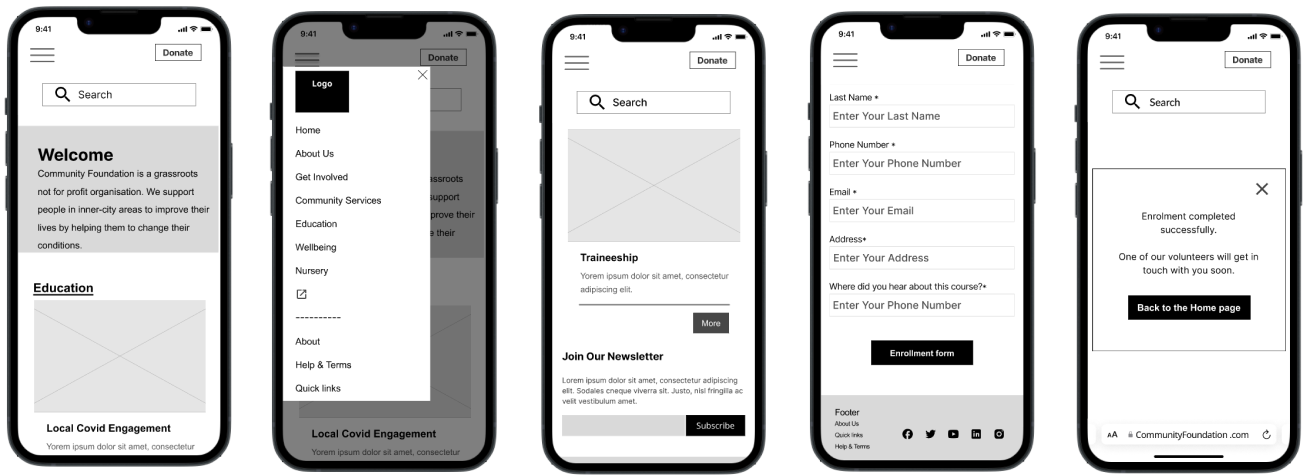 9:41
Donate
Search
Welcome
Community Foundation is a grassroots
not for profit organisation. We support
people in inner-city areas to improve their
lives by helping them to change their
conditions.
Education
Local Covid Engagement
Yorem ipsum dolor sit amet, consectetur
9:41
Donate
Logo
Home
About Us
Get Involved
Community Services
Education
Wellbeing
Nursery
----------
About
Help & Terms
Quick links
assroots
support
prove their
e their
Local Covid Engagement
Yorem ipsum dolor sit amet, consectetur
9:41
Donate
Search
Traineeship
Yorem ipsum dolor sit amet, consectetur
adipiscing elit.
More
Join Our Newsletter
Lorem ipsum dolor sit amet, consectetur adipiscing
elit. Sodales cneque viverra sit. Justo, nisl fringilla ac
velit vestibulum amet.
Subscribe
9:41
Donate
Last Name *
Enter Your Last Name
Phone Number *
Enter Your Phone Number
Email *
Enter Your Email
Address*
Enter Your Address
Where did you hear about this course?*
Enter Your Phone Number
Enrollment form
Footer
About Us
Quick links
Help & Terms
9:41
Donate
Search
Enrolment completed
successfully.
One of our volunteers will get in
touch with you soon.
Back to the Home page
AA CommunityFoundation .com